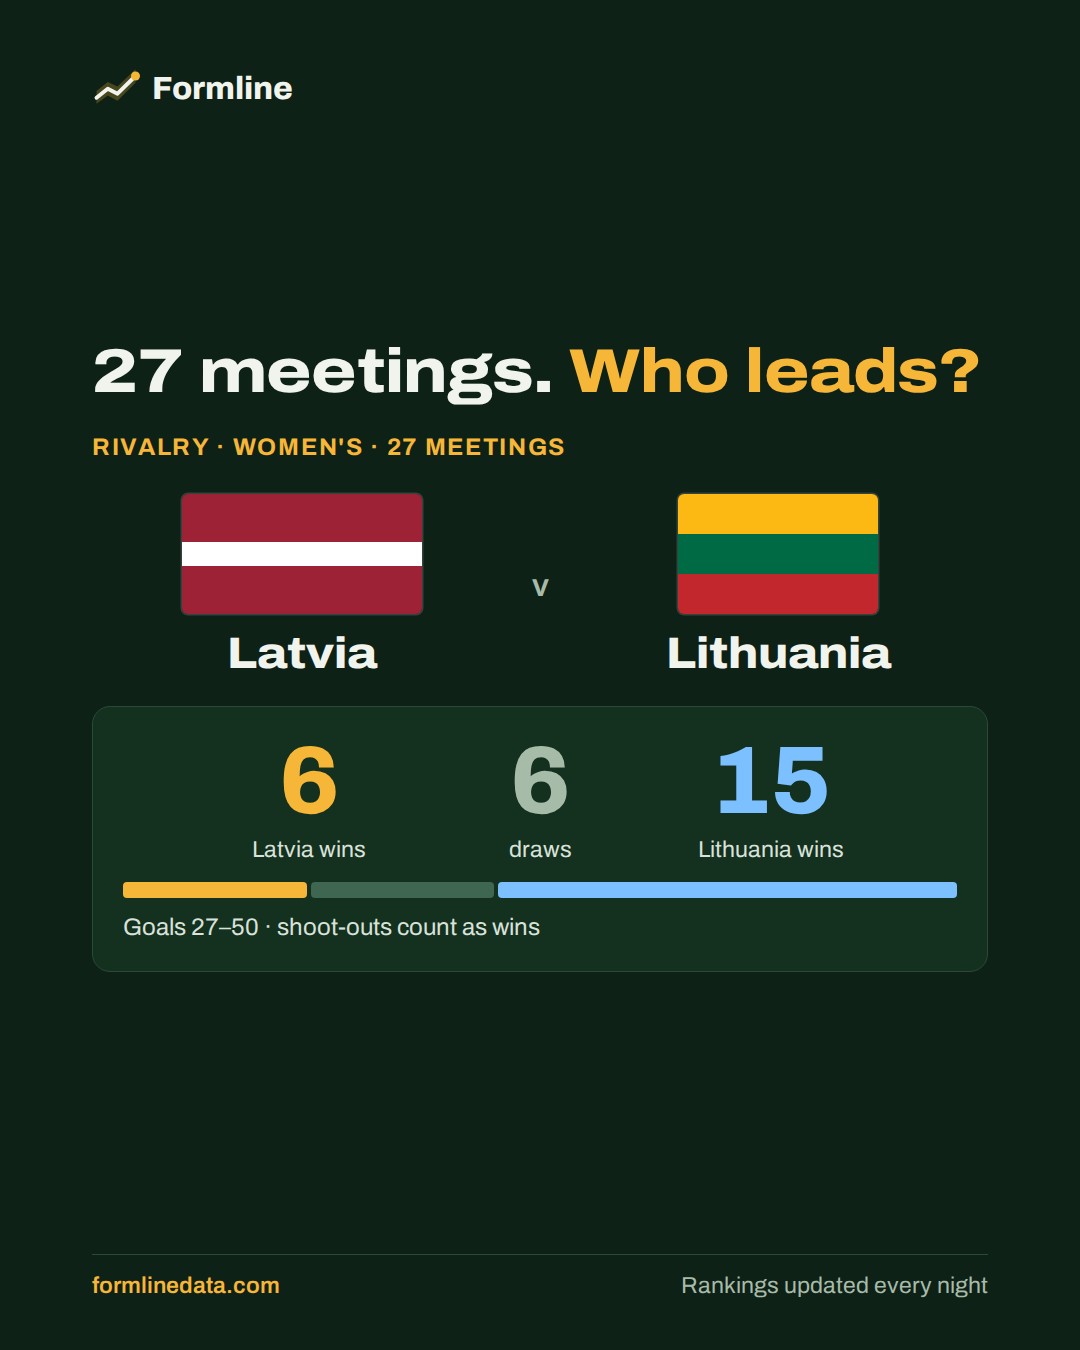 Formline
27 meetings. Who leads?
RIVALRY · WOMEN'S · 27 MEETINGS
v
Latvia
Lithuania
6
6
15
Latvia wins
draws
Lithuania wins
Goals 27–50 · shoot-outs count as wins
formlinedata.com
Rankings updated every night